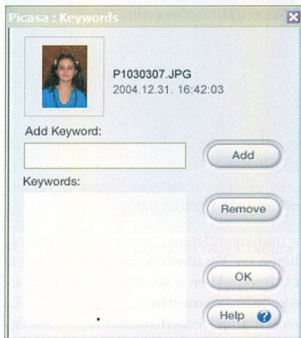 Picasa : Keywords
P1030307.JPG
2004.12.31. 16:42:03
Add Keyword:
Add
Keywords:
Remove
OK
Help ?